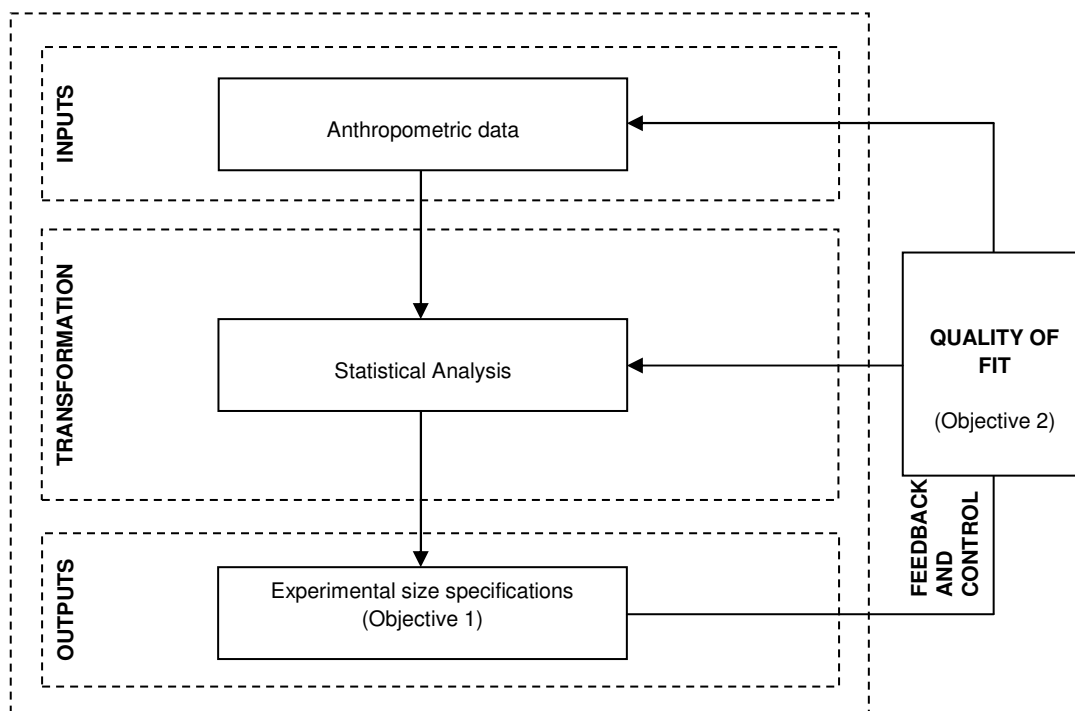 INPUTS
Anthropometric data
TRANSFORMATION
Statistical Analysis
QUALITY OF
FIT
(Objective 2)
OUTPUTS
Experimental size specifications
(Objective 1)
FEEDBACK
AND
CONTROL